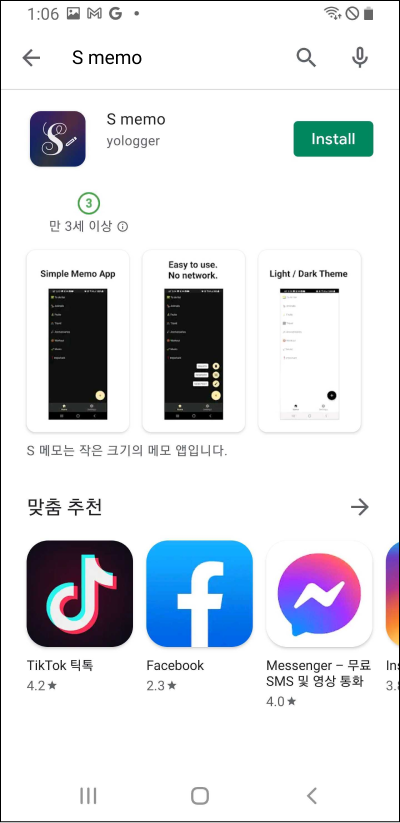 1:06
S memo
S memo
yologger
Install
3
만 3세 이상
Simple Memo App
Easy to use.
No network.
Light / Dark Theme
S 메모는 작은 크기의 메모 앱입니다.
맞춤 추천
TikTok 틱톡
4.2★
Facebook
2.3★
Messenger – 무료
SMS 및 영상 통화
4.0★
Ins
3.8